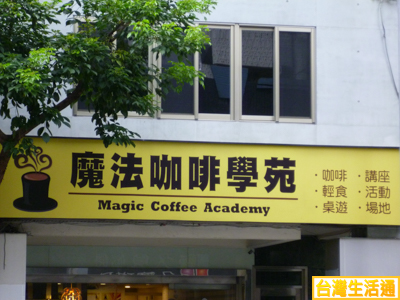 魔法咖啡學苑
Magic Coffee Academy
·咖啡 ·講座
·輕食 ·活動
·桌遊 ·場地
台灣生活通